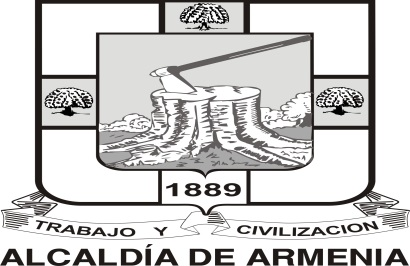 1889
TRABAJO Y CIVILIZACION
ALCALDÍA DE ARMENIA